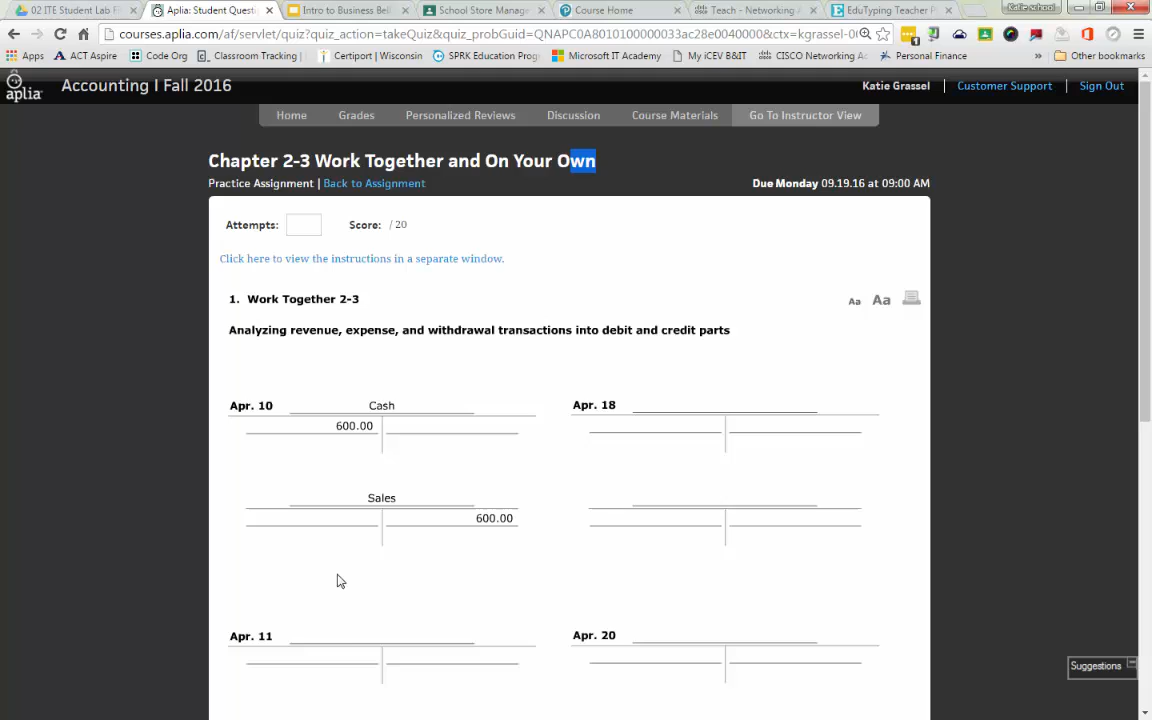 02 ITE Student Lab Fi
Aplia: Student Questi
Intro to Business Bel
School Store Manage
Course Home
Teach - Networking A
EduTyping Teacher P
Katie.school
courses.aplia.com/af/servlet/quiz?quiz_action=takeQuiz&quiz_probGuid=QNAPC0A8010100000033ac28e0040000&ctx=kgrassel-00
Apps
ACT Aspire
Code Org
Classroom Tracking
Certiport | Wisconsin
SPRK Education Prog
Microsoft IT Academy
My iCEV B&IT
CISCO Networking Ac
Personal Finance
» Other bookmarks
aplia
Accounting I Fall 2016
Katie Grassel | Customer Support | Sign Out
Home Grades Personalized Reviews Discussion Course Materials Go To Instructor View
Chapter 2-3 Work Together and On Your Own
Practice Assignment | Back to Assignment
Due Monday 09.19.16 at 09:00 AM
Attempts: Score: / 20
Click here to view the instructions in a separate window.
1. Work Together 2-3
Aa Aa
Analyzing revenue, expense, and withdrawal transactions into debit and credit parts
Apr. 10 Cash
Apr. 18
600.00
Sales
600.00
Apr. 11
Apr. 20
Suggestions